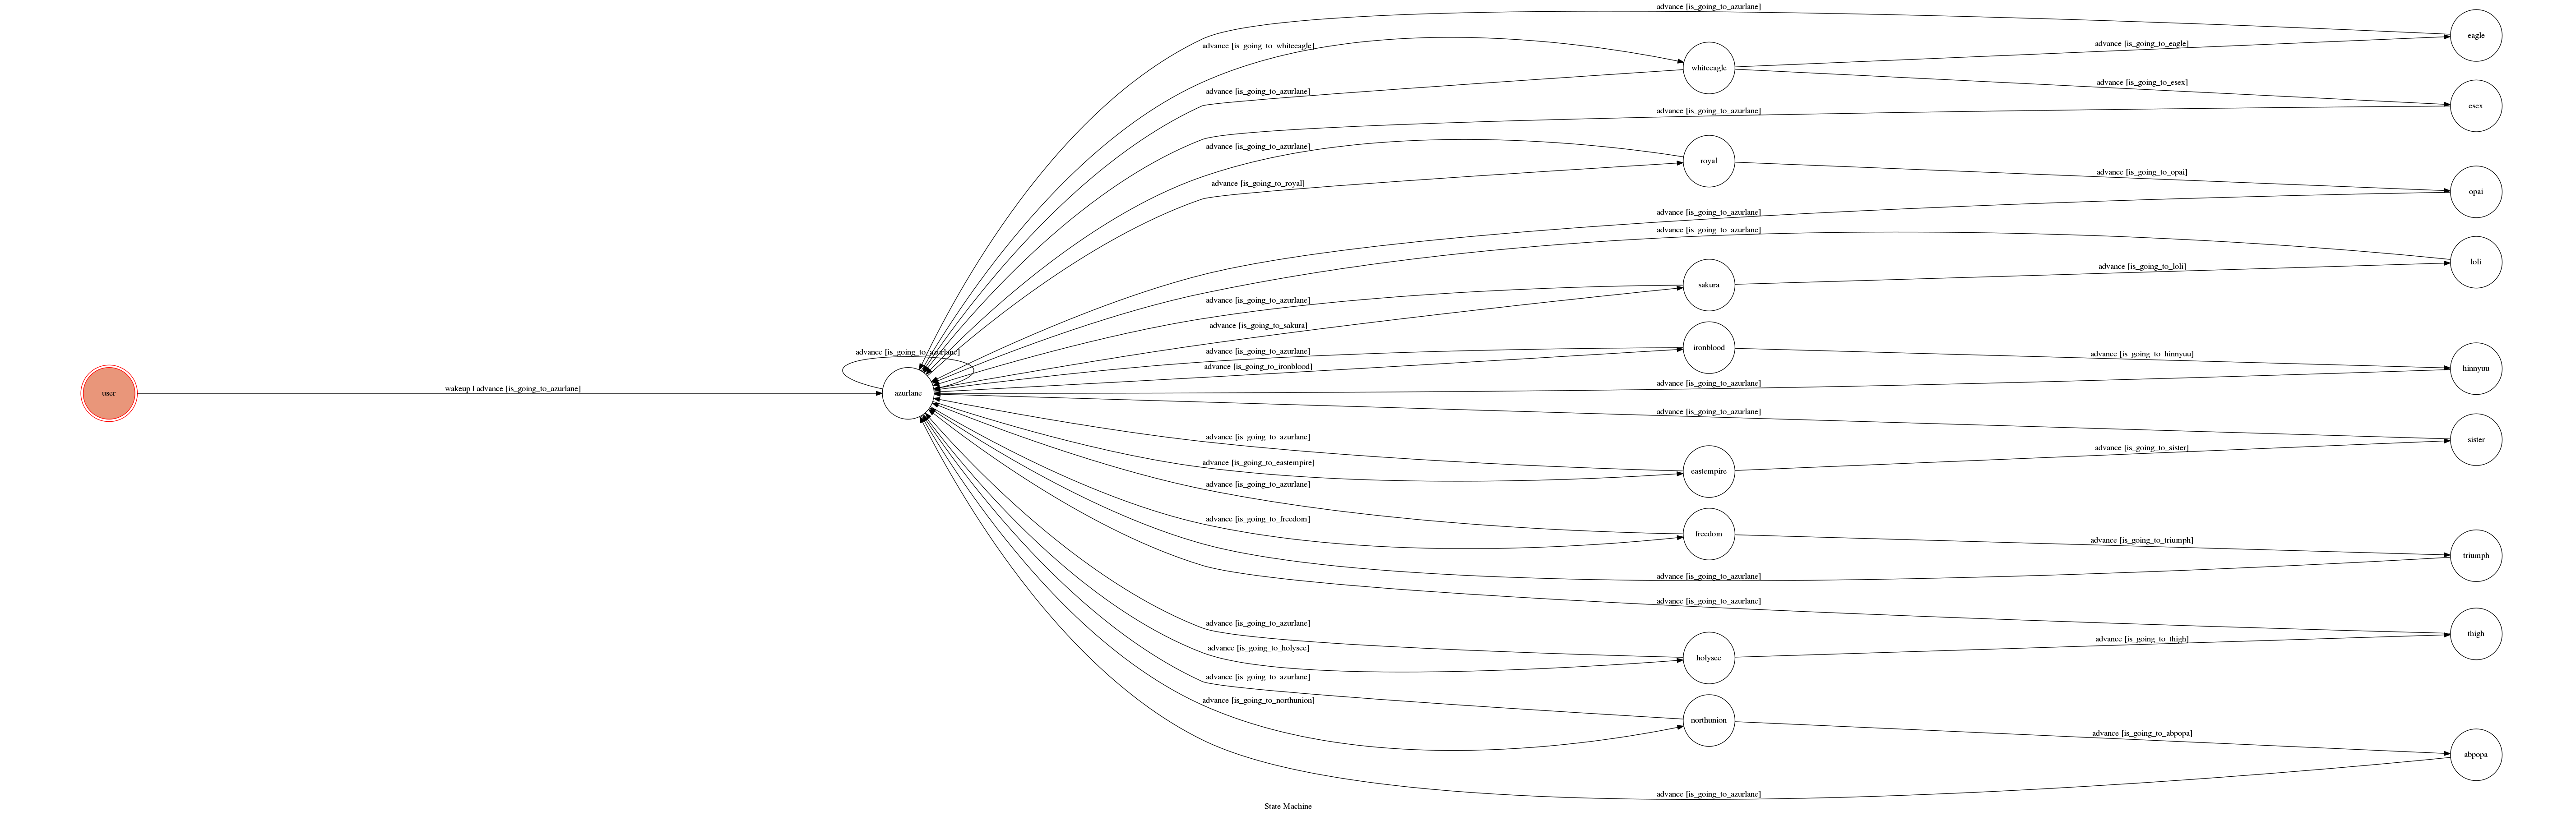 advance [is_going_to_azurlane]
eagle
advance [is_going_to_eagle]
advance [is_going_to_whiteeagle]
whiteeagle
advance [is_going_to_esex]
advance [is_going_to_azurlane]
esex
advance [is_going_to_azurlane]
advance [is_going_to_azurlane]
royal
advance [is_going_to_opai]
advance [is_going_to_royal]
opai
advance [is_going_to_azurlane]
advance [is_going_to_azurlane]
loli
advance [is_going_to_loli]
sakura
advance [is_going_to_azurlane]
advance [is_going_to_sakura]
ironblood
advance [is_going_to_azurlane]
advance [is_going_to_azurlane]
advance [is_going_to_hinnyuu]
advance [is_going_to_ironblood]
hinnyuu
advance [is_going_to_azurlane]
wakeup | advance [is_going_to_azurlane]
user
azurlane
advance [is_going_to_azurlane]
advance [is_going_to_azurlane]
sister
advance [is_going_to_sister]
advance [is_going_to_eastempire]
eastempire
advance [is_going_to_azurlane]
advance [is_going_to_freedom]
freedom
advance [is_going_to_triumph]
triumph
advance [is_going_to_azurlane]
advance [is_going_to_azurlane]
advance [is_going_to_azurlane]
thigh
advance [is_going_to_thigh]
advance [is_going_to_holysee]
holysee
advance [is_going_to_azurlane]
advance [is_going_to_northunion]
northunion
advance [is_going_to_abpopa]
abpopa
advance [is_going_to_azurlane]
State Machine